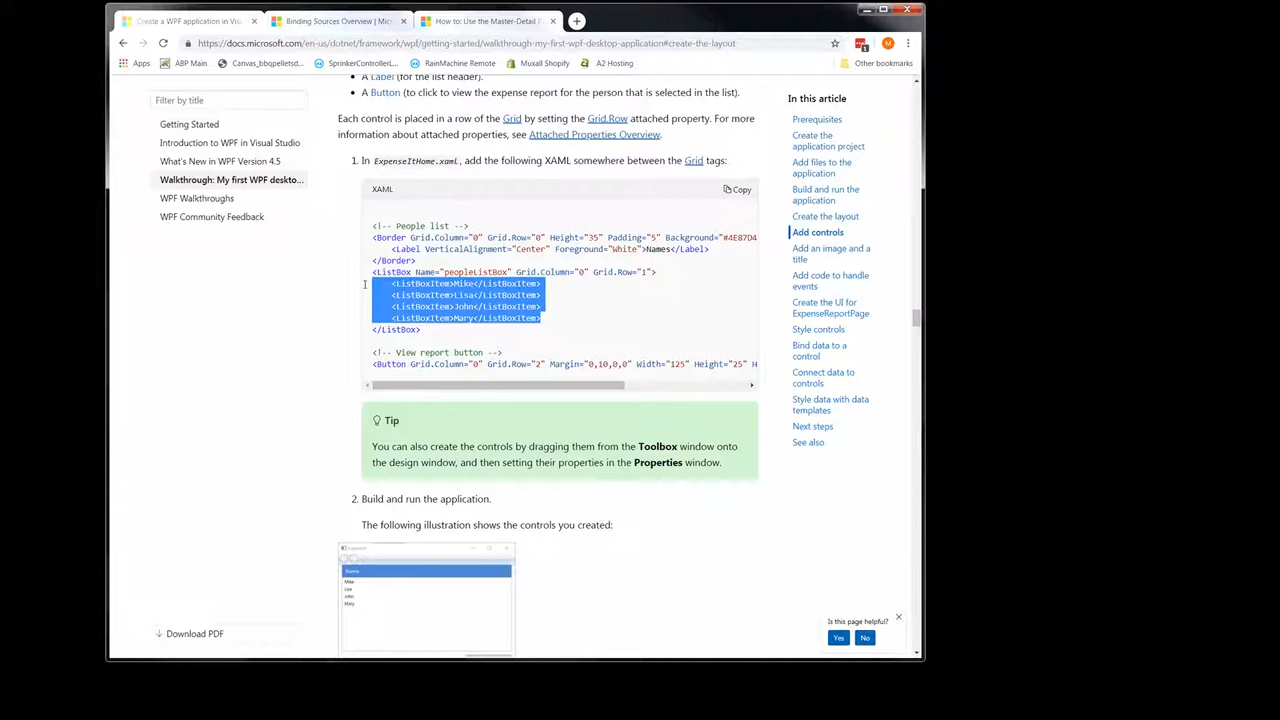 Create a WPF application in Visu
Binding Sources Overview | Micr
How to: Use the Master-Detail P
https://docs.microsoft.com/en-us/dotnet/framework/wpf/getting-started/walkthrough-my-first-wpf-desktop-application#create-the-layout
Apps
ABP Main
Canvas_bbqpelletsd...
SprinkerControllerL...
RainMachine Remote
Muxall Shopify
A2 Hosting
Other bookmarks
Filter by title
Getting Started
Introduction to WPF in Visual Studio
What's New in WPF Version 4.5
Walkthrough: My first WPF deskto...
WPF Walkthroughs
WPF Community Feedback
Download PDF
• A Label (for the list header).
• A Button (to click to view the expense report for the person that is selected in the list).
Each control is placed in a row of the Grid by setting the Grid.Row attached property. For more
information about attached properties, see Attached Properties Overview.
1. In ExpenseItHome.xaml, add the following XAML somewhere between the Grid tags:
XAML
Copy
<!-- People list -->
<Border Grid.Column="0" Grid.Row="0" Height="35" Padding="5" Background="#4E87D4
<Label VerticalAlignment="Center" Foreground="White">Names</Label>
</Border>
<ListBox Name="peopleListBox" Grid.Column="0" Grid.Row="1">
<ListBoxItem>Mike</ListBoxItem>
<ListBoxItem>Lisa</ListBoxItem>
<ListBoxItem>John</ListBoxItem>
<ListBoxItem>Mary</ListBoxItem>
</ListBox>
<!-- View report button -->
<Button Grid.Column="0" Grid.Row="2" Margin="0,10,0,0" Width="125" Height="25" H
Tip
You can also create the controls by dragging them from the Toolbox window onto
the design window, and then setting their properties in the Properties window.
2. Build and run the application.
The following illustration shows the controls you created:
Names
Mike
Lisa
John
Mary
In this article
Prerequisites
Create the
application project
Add files to the
application
Build and run the
application
Create the layout
Add controls
Add an image and a
title
Add code to handle
events
Create the UI for
ExpenseReportPage
Style controls
Bind data to a
control
Connect data to
controls
Style data with data
templates
Next steps
See also
Is this page helpful?
Yes
No